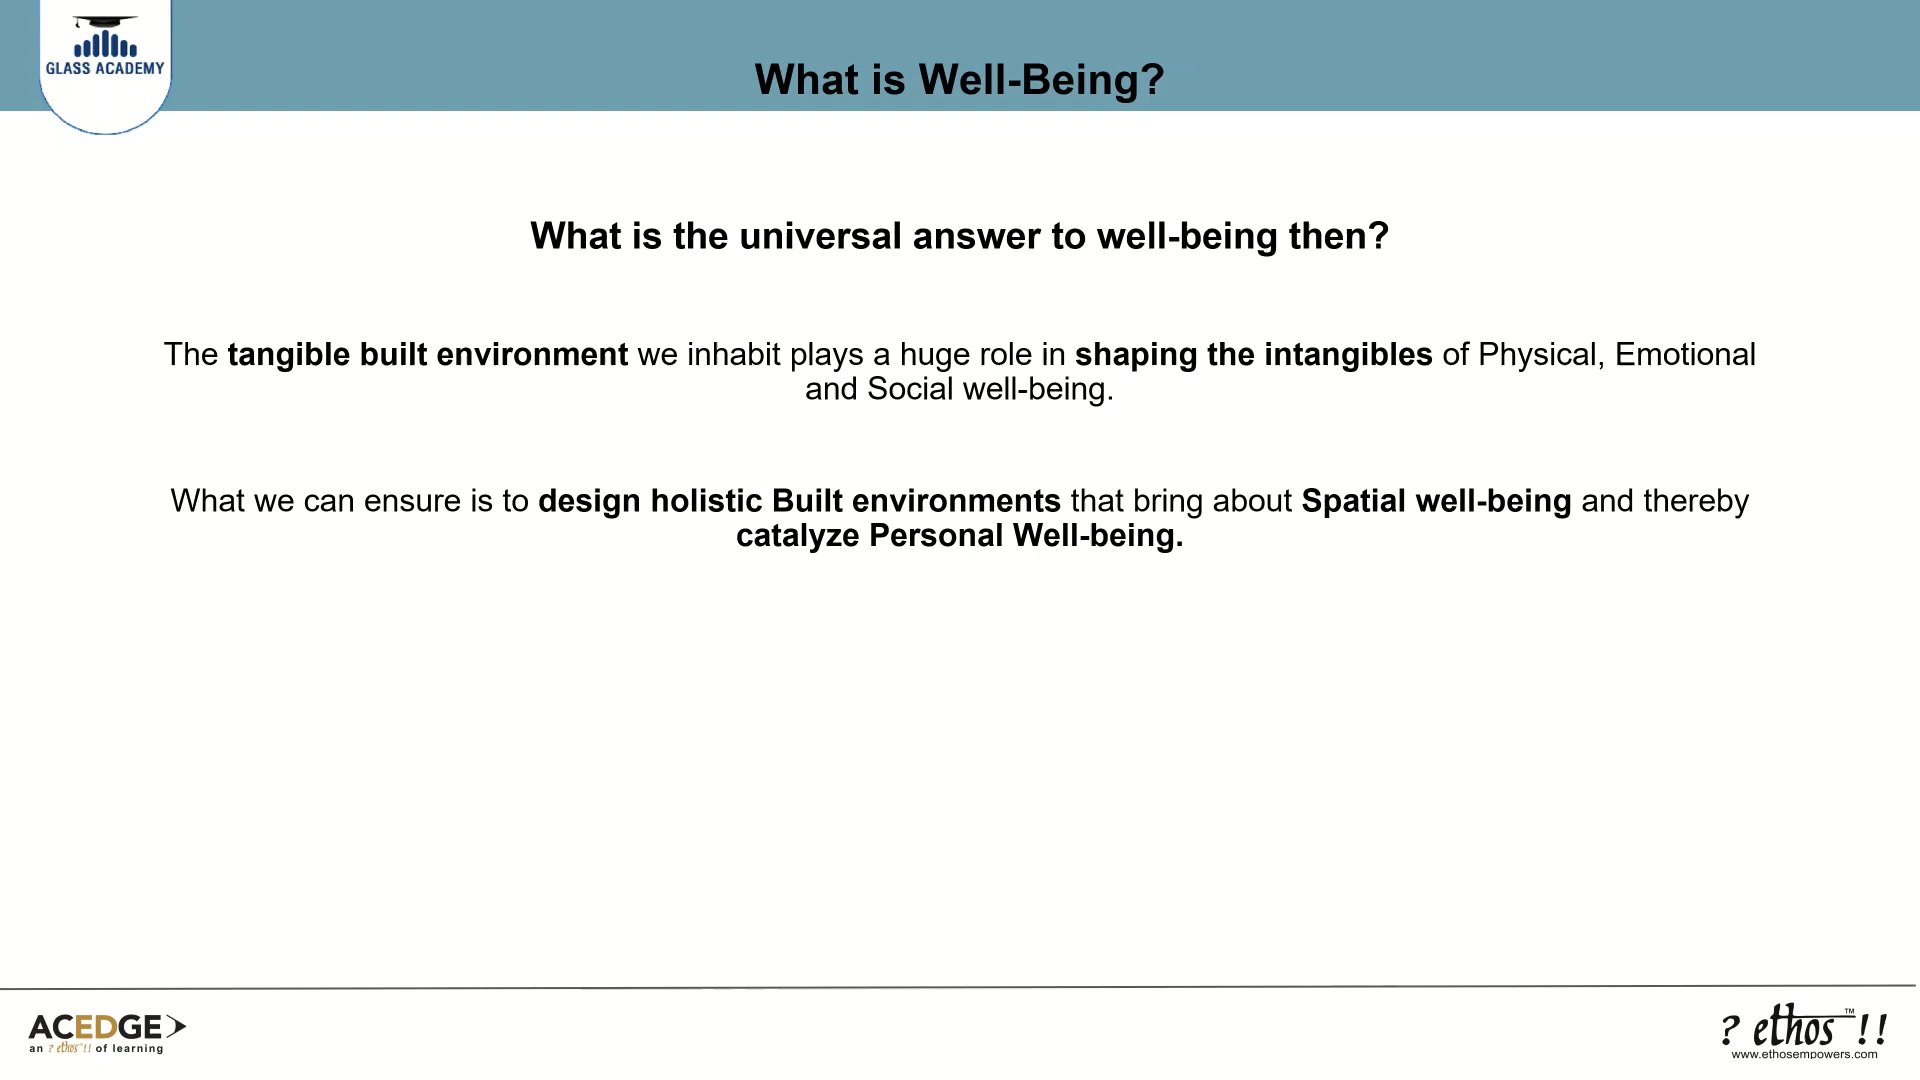 GLASS ACADEMY
What is Well-Being?
What is the universal answer to well-being then?
The tangible built environment we inhabit plays a huge role in shaping the intangibles of Physical, Emotional
and Social well-being.
What we can ensure is to design holistic Built environments that bring about Spatial well-being and thereby
catalyze Personal Well-being.
ACEDGE
an ? ethos !! of learning
? ethos™ !!
www.ethosempowers.com